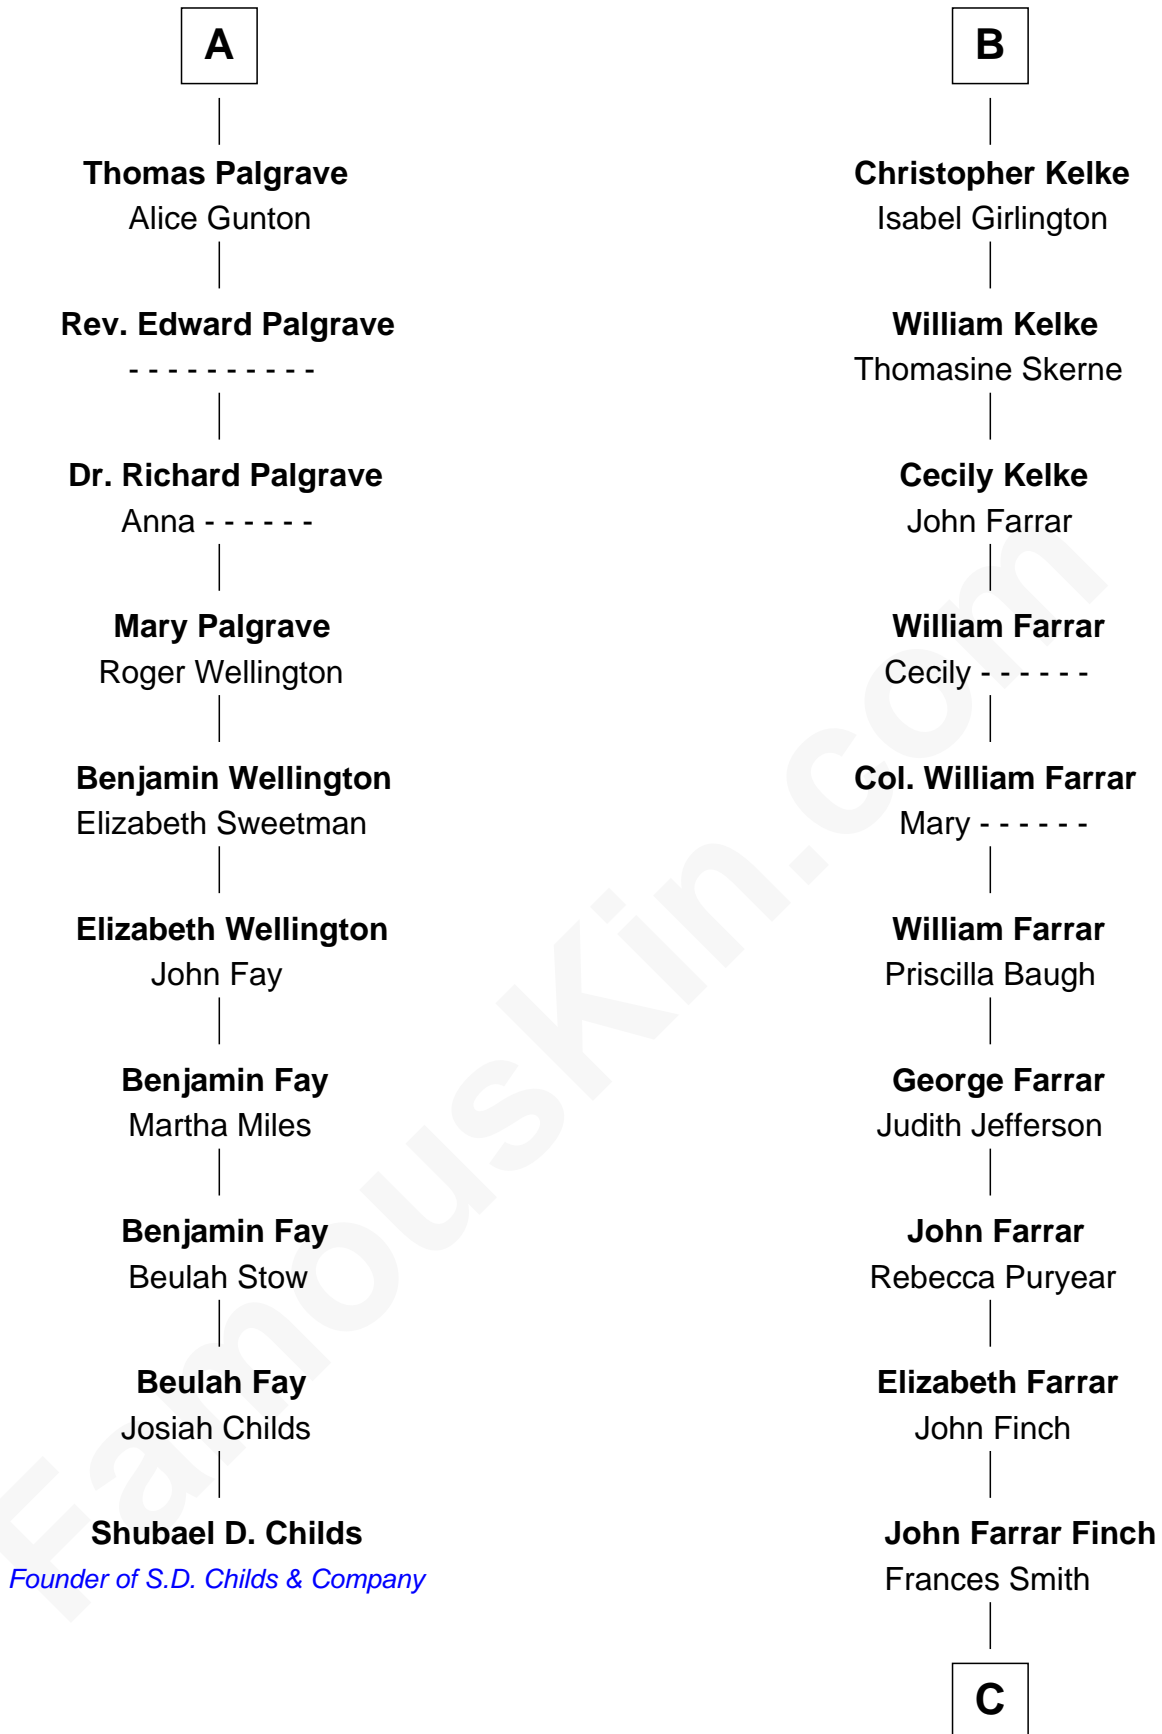 A
Thomas Palgrave
Alice Gunton
Rev. Edward Palgrave
- - - - - - - - - -
Dr. Richard Palgrave
Anna - - - - - -
Mary Palgrave
Roger Wellington
Benjamin Wellington
Elizabeth Sweetman
Elizabeth Wellington
John Fay
Benjamin Fay
Martha Miles
Benjamin Fay
Beulah Stow
Beulah Fay
Josiah Childs
Shubael D. Childs
Founder of S.D. Childs & Company
B
Christopher Kelke
Isabel Girlington
William Kelke
Thomasine Skerne
Cecily Kelke
John Farrar
William Farrar
Cecily - - - - - -
Col. William Farrar
Mary - - - - - -
William Farrar
Priscilla Baugh
George Farrar
Judith Jefferson
John Farrar
Rebecca Puryear
Elizabeth Farrar
John Finch
John Farrar Finch
Frances Smith
C
FamousKin.com